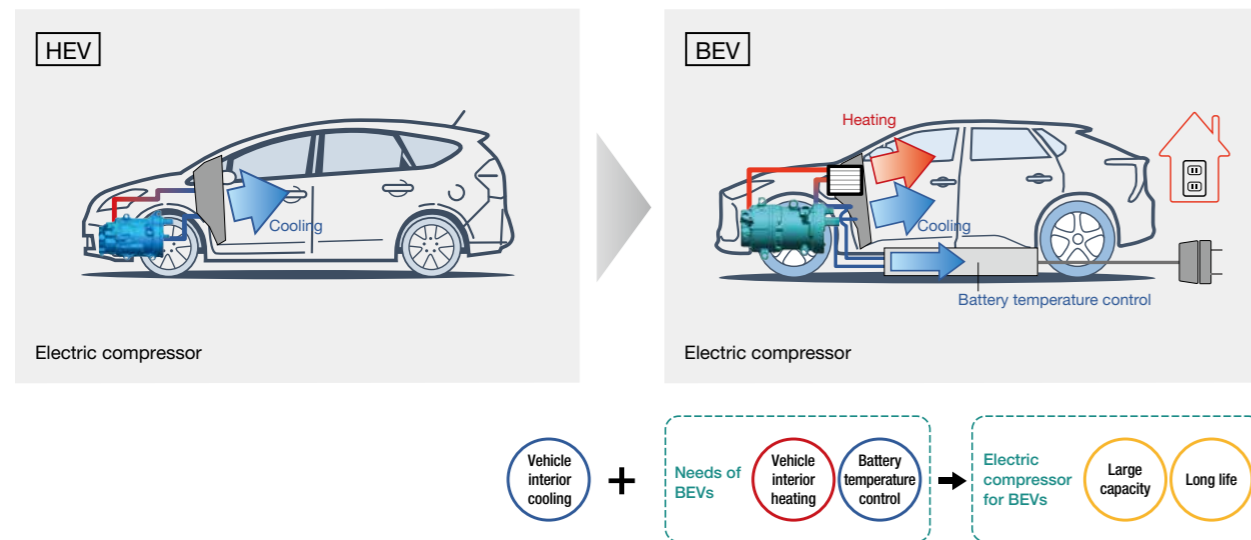 HEV
Cooling
Electric compressor
BEV
Heating
Cooling
Battery temperature control
Electric compressor
Vehicle
interior
cooling
+
Needs of
BEVs
Vehicle
interior
heating
Battery
temperature
control
Electric
compressor
for BEVs
Large
capacity
Long life